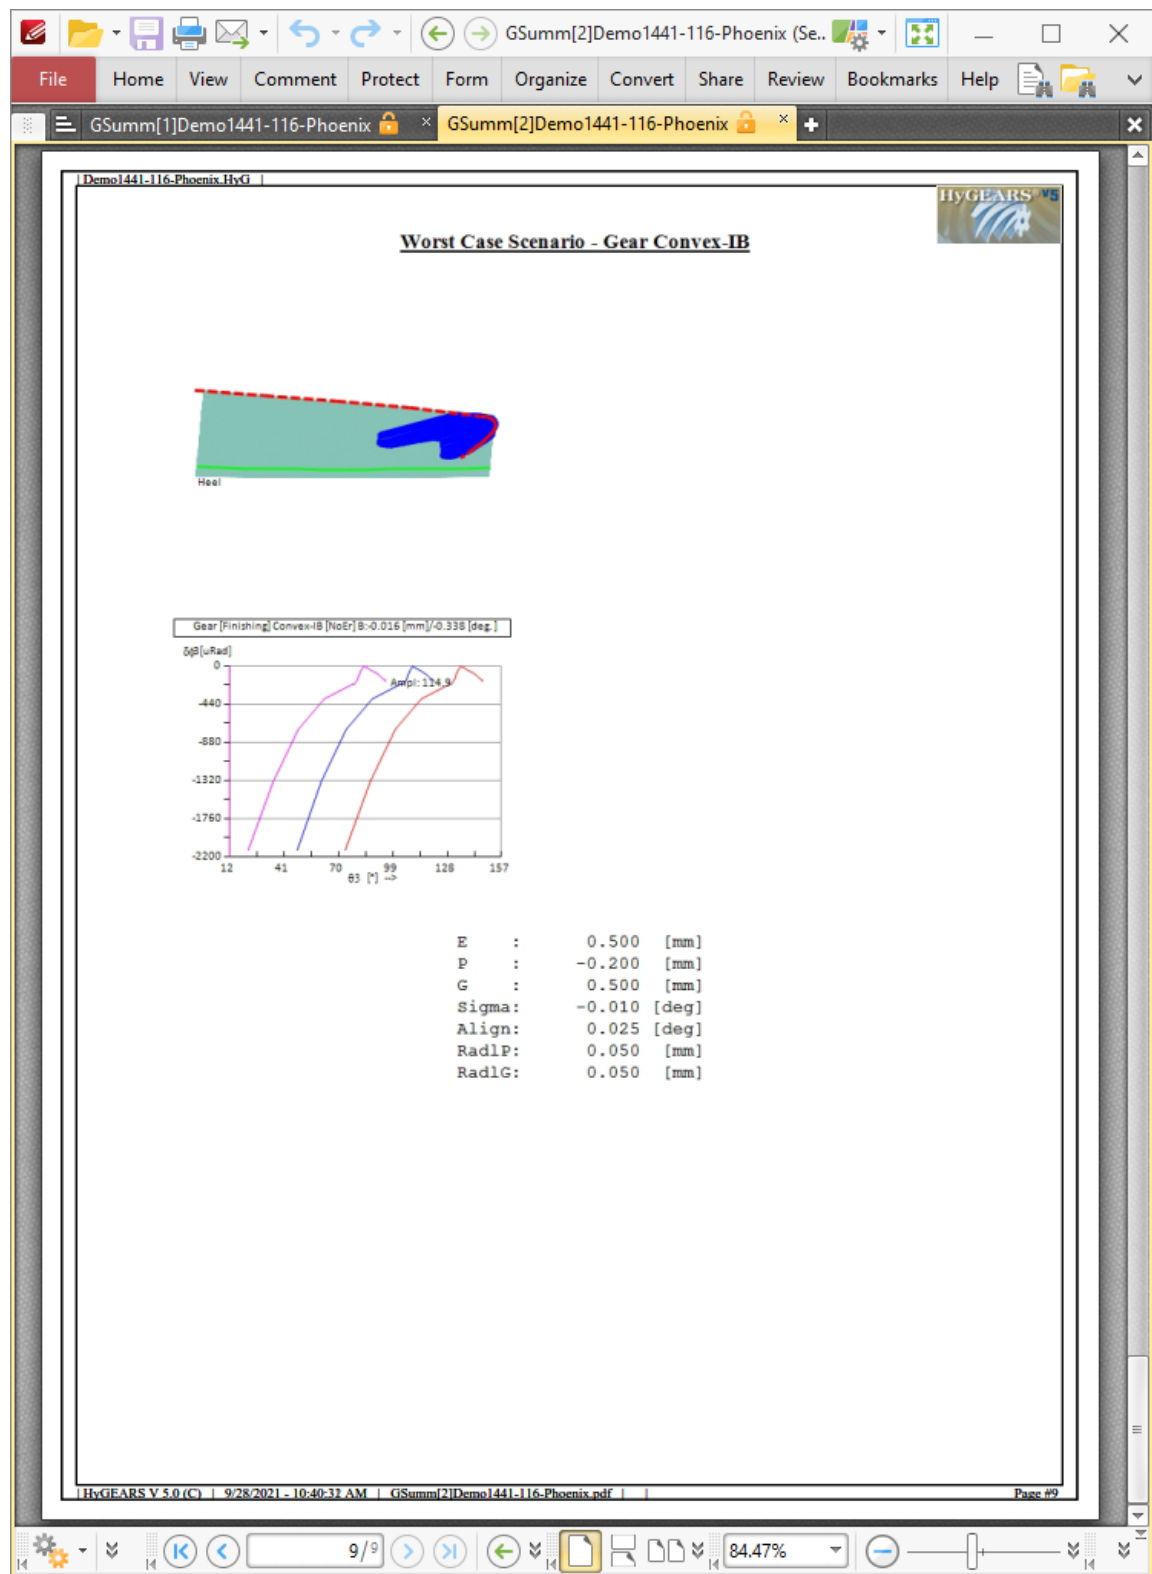 GSumm[2]Demo1441-116-Phoenix (Se..
File Home View Comment Protect Form Organize Convert Share Review Bookmarks Help
GSumm[1]Demo1441-116-Phoenix GSumm[2]Demo1441-116-Phoenix
| Demo1441-116-Phoenix.HyG |
HyGEARS V5
Worst Case Scenario - Gear Convex-IB
Heel
Gear [Finishing] Convex-IB [NoEr] B:-0.016 [mm]/-0.338 [deg.]
δϕ3[uRad]
0
Ampl: 114.9
-440
-880
-1320
-1760
-2200
12 41 70 99 128 157
θ3 [°] -->
E : 0.500 [mm]
P : -0.200 [mm]
G : 0.500 [mm]
Sigma: -0.010 [deg]
Align: 0.025 [deg]
RadlP: 0.050 [mm]
RadlG: 0.050 [mm]
| HyGEARS V 5.0 (C) | 9/28/2021 - 10:40:32 AM | GSumm[2]Demo1441-116-Phoenix.pdf | | Page #9
9/9 84.47%